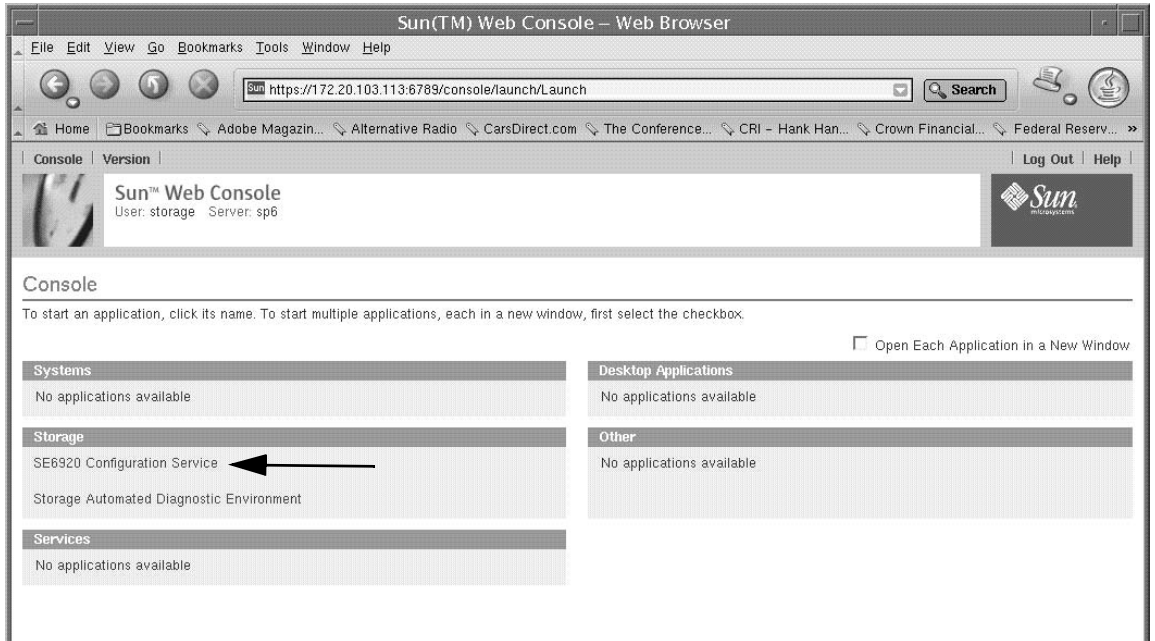 Sun(TM) Web Console – Web Browser
File Edit View Go Bookmarks Tools Window Help
Sun https://172.20.103.113:6789/console/launch/Launch Search
Home Bookmarks Adobe Magazin... Alternative Radio CarsDirect.com The Conference... CRI – Hank Han... Crown Financial... Federal Reserv... »
Console Version Log Out Help
Sun™ Web Console
User: storage Server: sp6
Sun
microsystems
Console
To start an application, click its name. To start multiple applications, each in a new window, first select the checkbox.
Open Each Application in a New Window
Systems
No applications available
Desktop Applications
No applications available
Storage
SE6920 Configuration Service
Storage Automated Diagnostic Environment
Other
No applications available
Services
No applications available